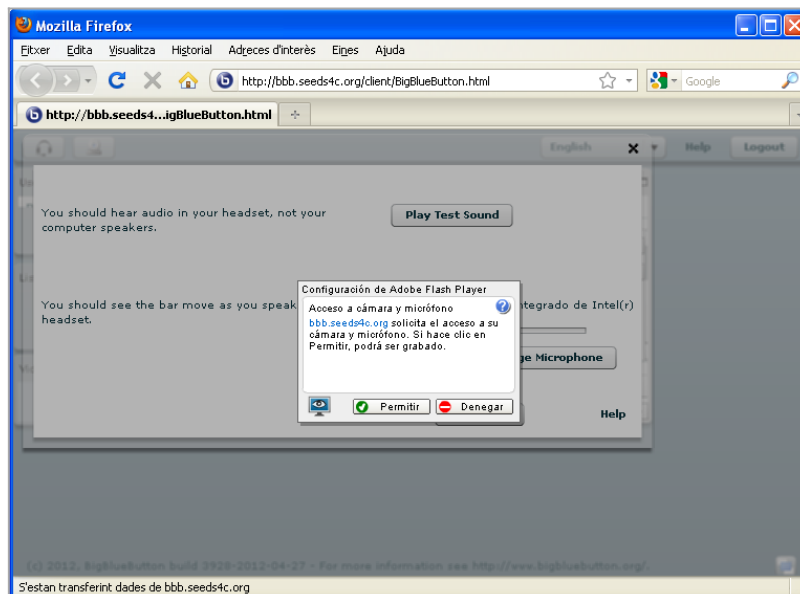 Mozilla Firefox
Fitxer Edita Visualitza Historial Adreces d'interès Eines Ajuda
http://bbb.seeds4c.org/client/BigBlueButton.html
Google
http://bbb.seeds4...igBlueButton.html
English Help Logout
You should hear audio in your headset, not your
computer speakers.
Play Test Sound
Configuración de Adobe Flash Player
Acceso a cámara y micrófono
bbb.seeds4c.org solicita el acceso a su
cámara y micrófono. Si hace clic en
Permitir, podrá ser grabado.
Permitir Denegar
You should see the bar move as you speak
headset.
tegrado de Intel(r)
ge Microphone
Help
(c) 2012, BigBlueButton build 3928-2012-04-27 - For more information see http://www.bigbluebutton.org/.
S'estan transferint dades de bbb.seeds4c.org